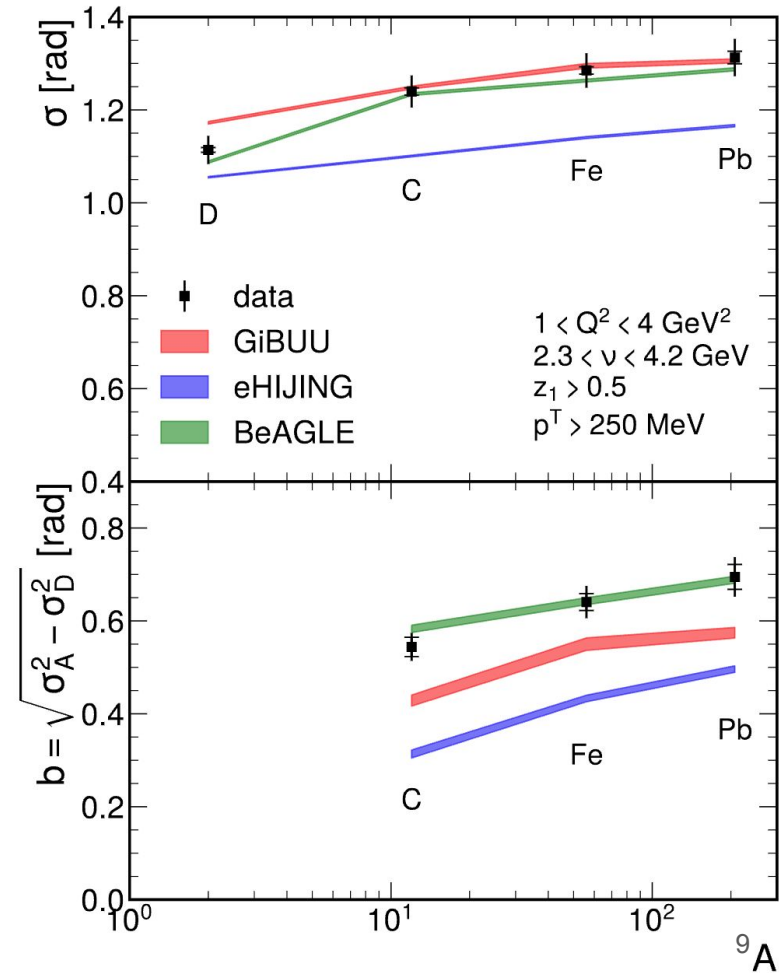 σ [rad]
1.4
1.2
1.0
0.8
0.6
0.4
D
C
Fe
Pb
data
GiBUU
eHIJING
BeAGLE
1 < Q² < 4 GeV²
2.3 < ν < 4.2 GeV
z₁ > 0.5
pᵀ > 250 MeV
b = √σ²_A − σ²_D [rad]
0.8
0.6
0.4
0.2
0.0
C
Fe
Pb
10⁰
10¹
10²
9
A